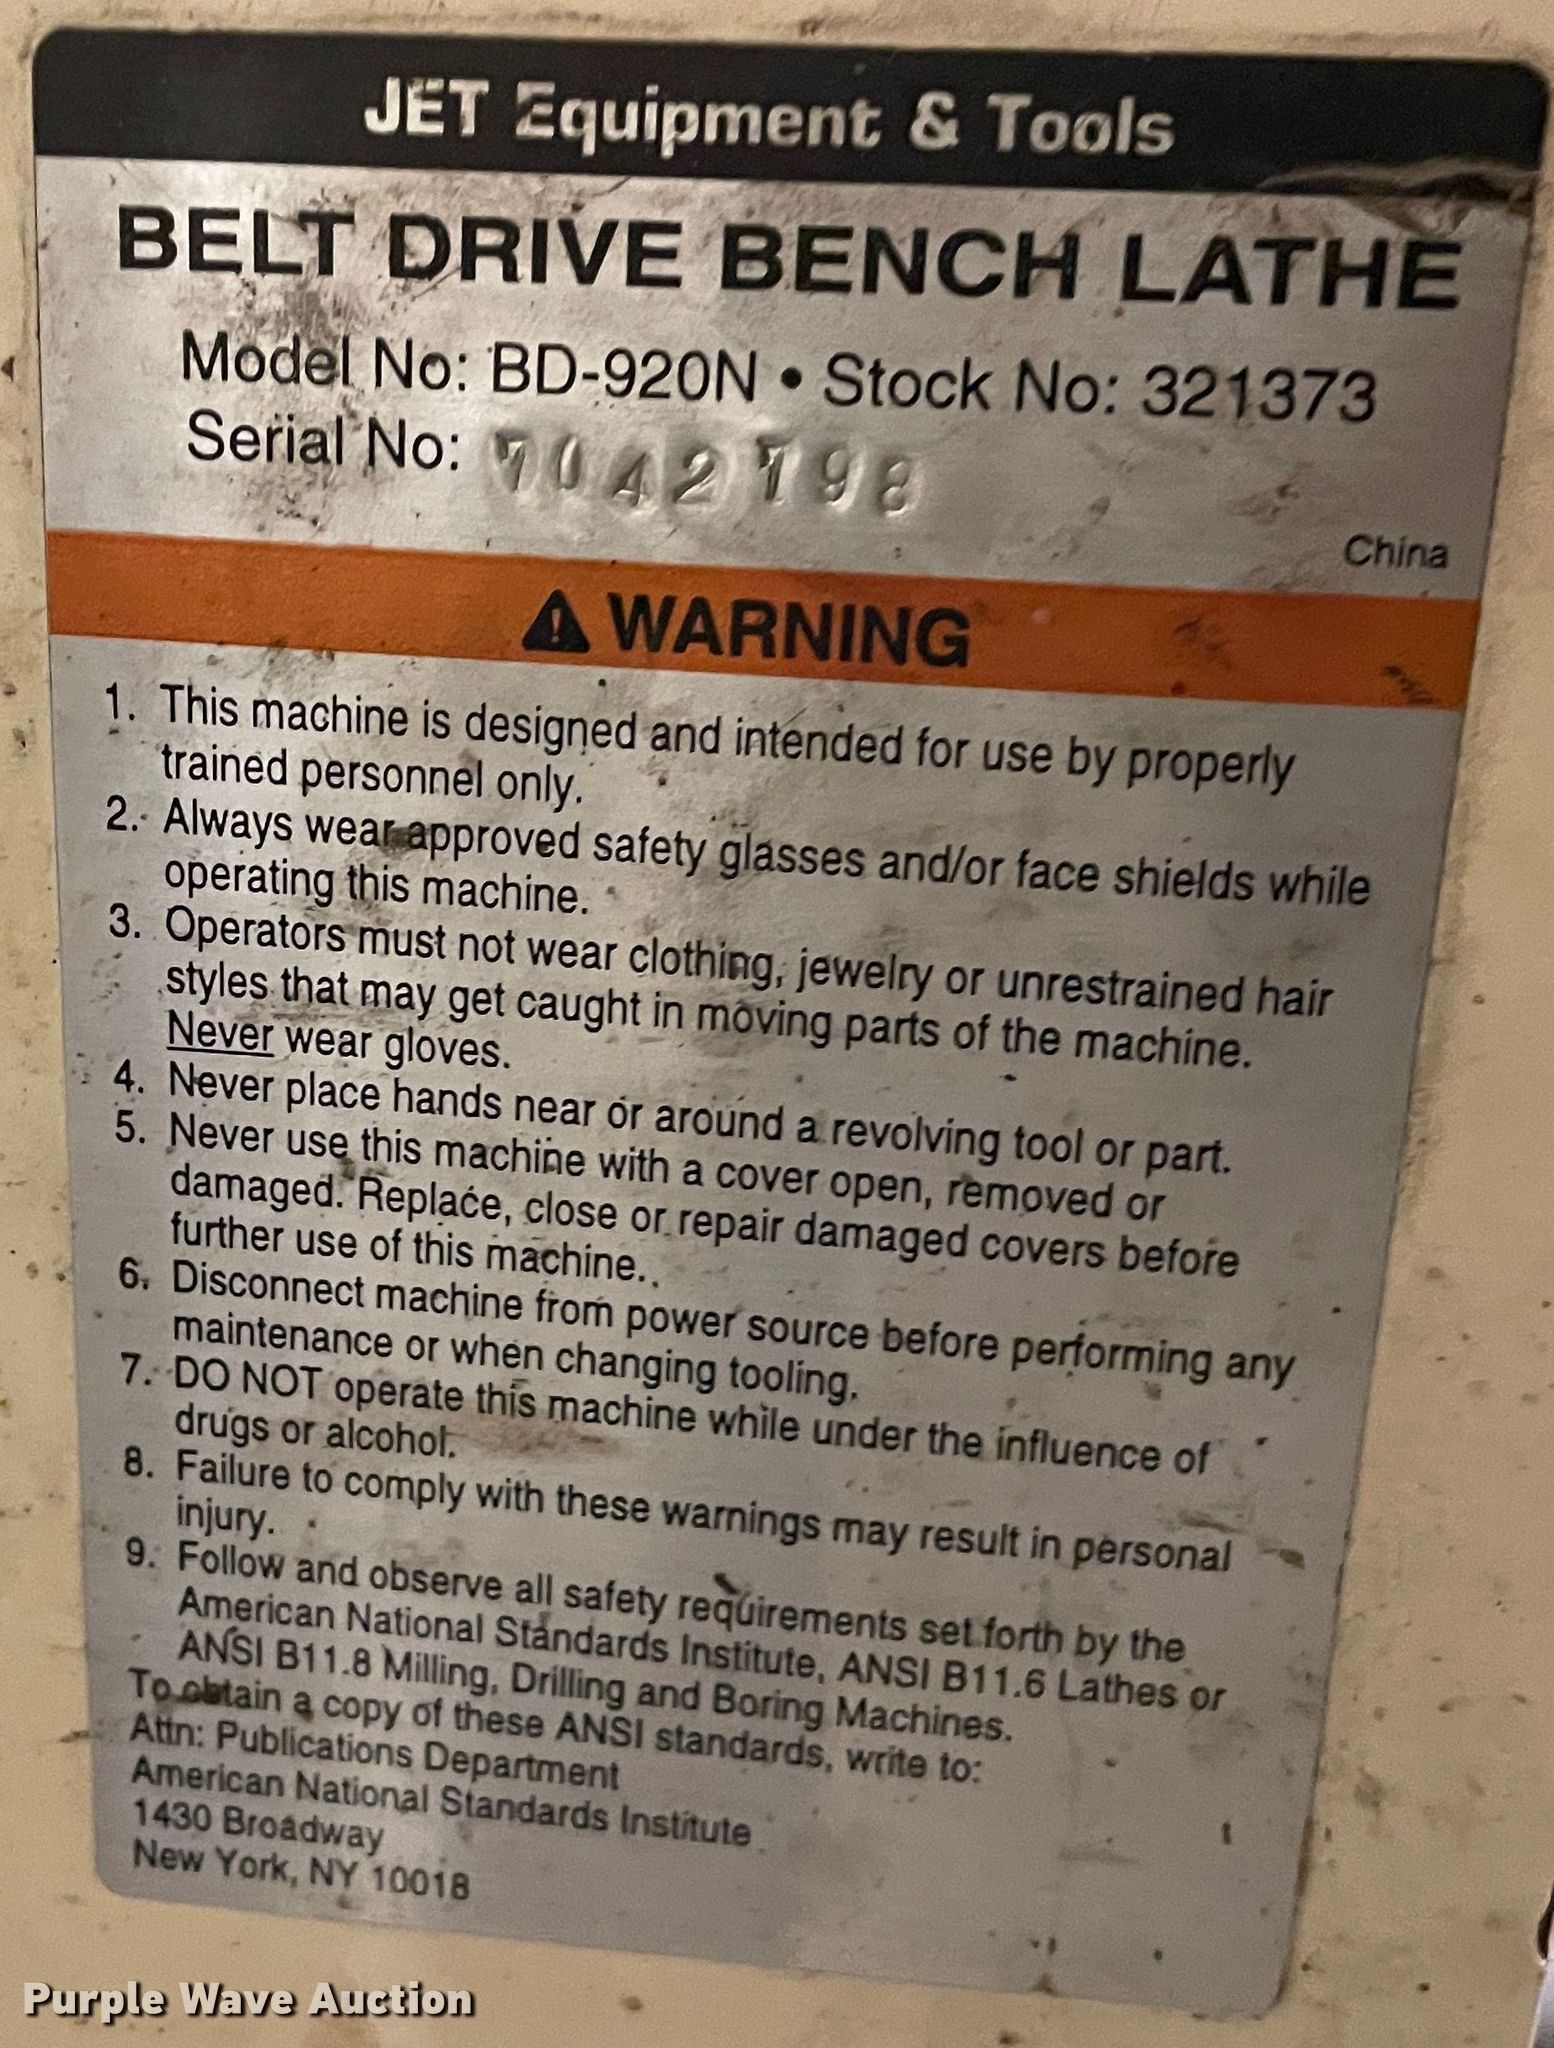 JET Equipment & Tools
BELT DRIVE BENCH LATHE
Model No: BD-920N • Stock No: 321373
Serial No: 7042798
China
⚠ WARNING
1. This machine is designed and intended for use by properly
trained personnel only.
2. Always wear approved safety glasses and/or face shields while
operating this machine.
3. Operators must not wear clothing, jewelry or unrestrained hair
styles that may get caught in moving parts of the machine.
Never wear gloves.
4. Never place hands near or around a revolving tool or part.
5. Never use this machine with a cover open, removed or
damaged. Replace, close or repair damaged covers before
further use of this machine..
6. Disconnect machine from power source before performing any
maintenance or when changing tooling.
7. DO NOT operate this machine while under the influence of
drugs or alcohol.
8. Failure to comply with these warnings may result in personal
injury.
9. Follow and observe all safety requirements set forth by the
American National Standards Institute, ANSI B11.6 Lathes or
ANSI B11.8 Milling, Drilling and Boring Machines.
To obtain a copy of these ANSI standards, write to:
Attn: Publications Department
American National Standards Institute
1430 Broadway
New York, NY 10018
Purple Wave Auction